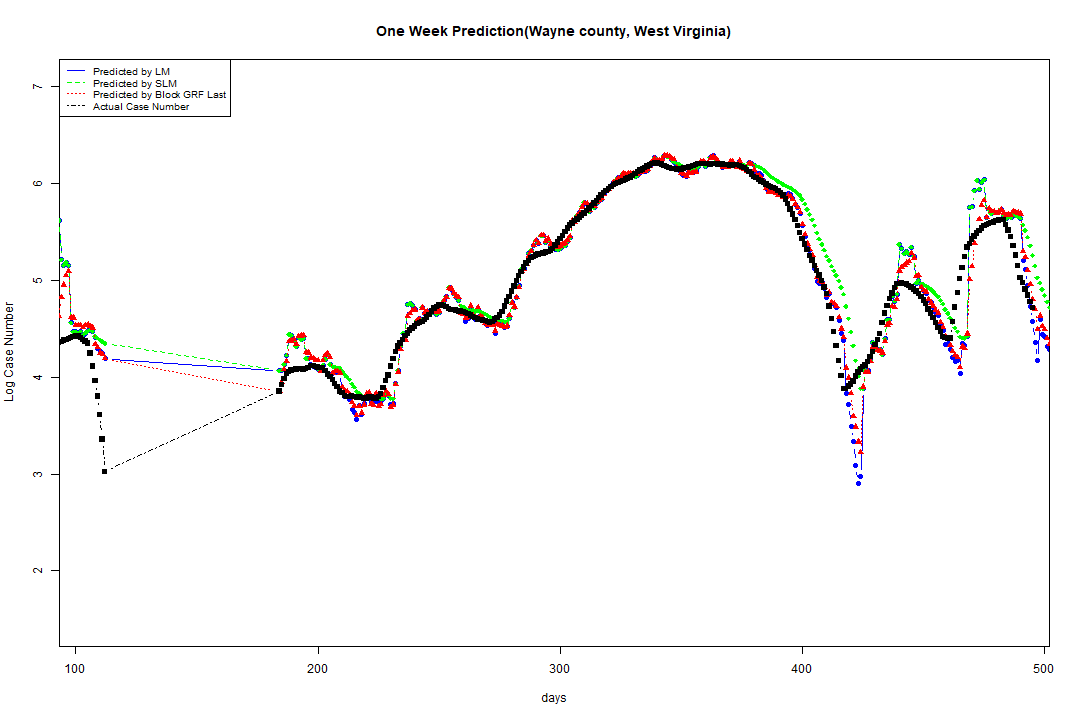 One Week Prediction(Wayne county, West Virginia)
Predicted by LM
Predicted by SLM
Predicted by Block GRF Last
Actual Case Number
7
6
5
4
3
2
Log Case Number
100 200 300 400 500
days